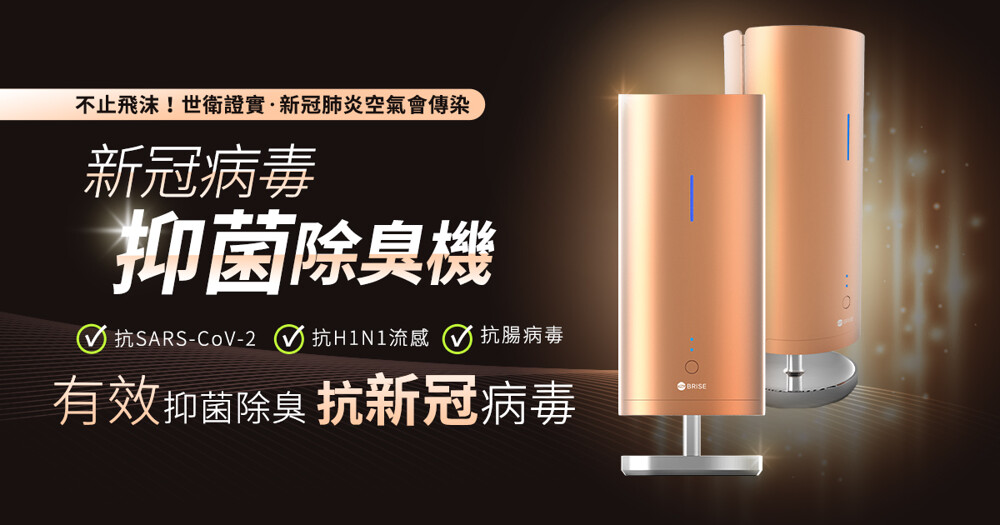 不止飛沫！世衛證實·新冠肺炎空氣會傳染
新冠病毒
抑菌除臭機
抗SARS-CoV-2 抗H1N1流感 抗腸病毒
有效抑菌除臭 抗新冠病毒
BRISE